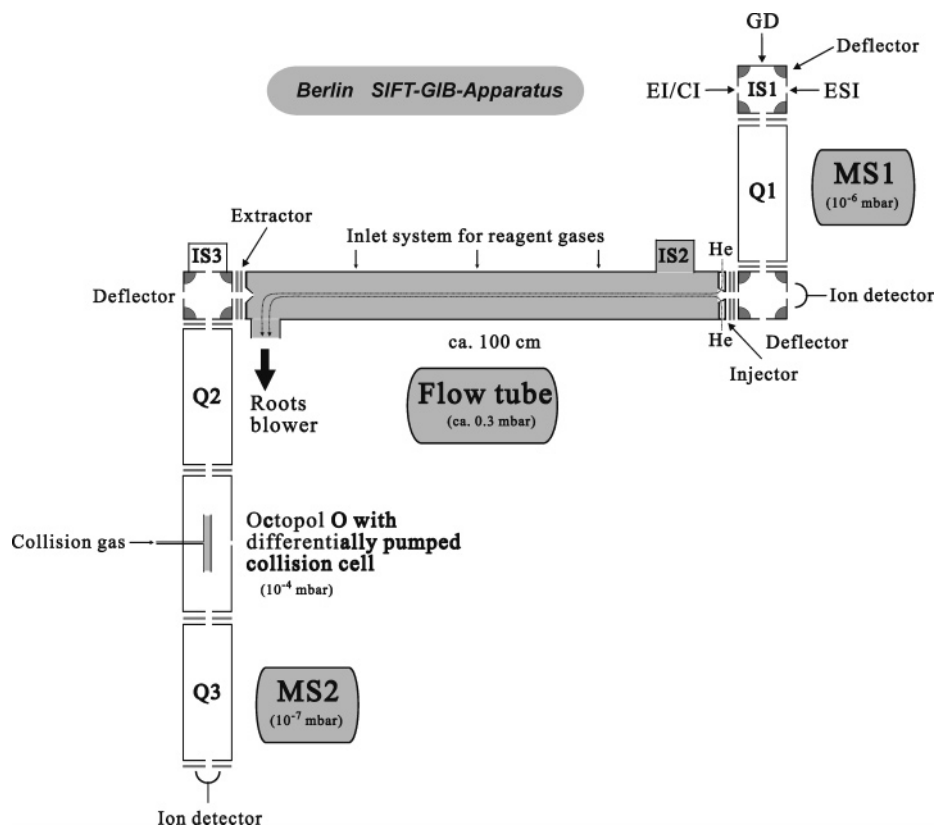 GD
Deflector
Berlin SIFT-GIB-Apparatus
EI/CI
IS1
ESI
MS1
(10⁻⁶ mbar)
Q1
Extractor
Inlet system for reagent gases
IS3
IS2
He
Deflector
Ion detector
He
Deflector
ca. 100 cm
Injector
Flow tube
(ca. 0.3 mbar)
Q2
Roots
blower
Octopol O with
differentially pumped
collision cell
(10⁻⁴ mbar)
Collision gas
Q3
MS2
(10⁻⁷ mbar)
Ion detector